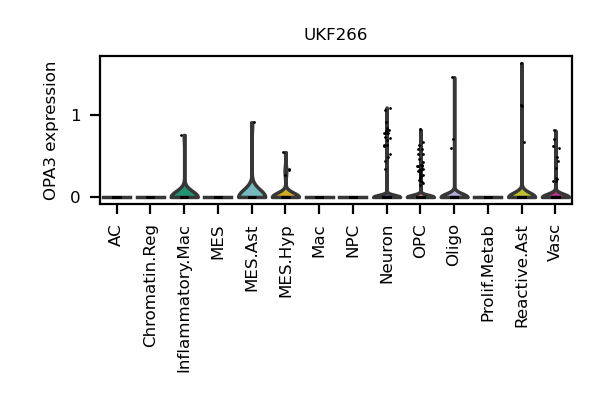 UKF266
OPA3 expression
1
0
AC
Chromatin.Reg
Inflammatory.Mac
MES
MES.Ast
MES.Hyp
Mac
NPC
Neuron
OPC
Oligo
Prolif.Metab
Reactive.Ast
Vasc